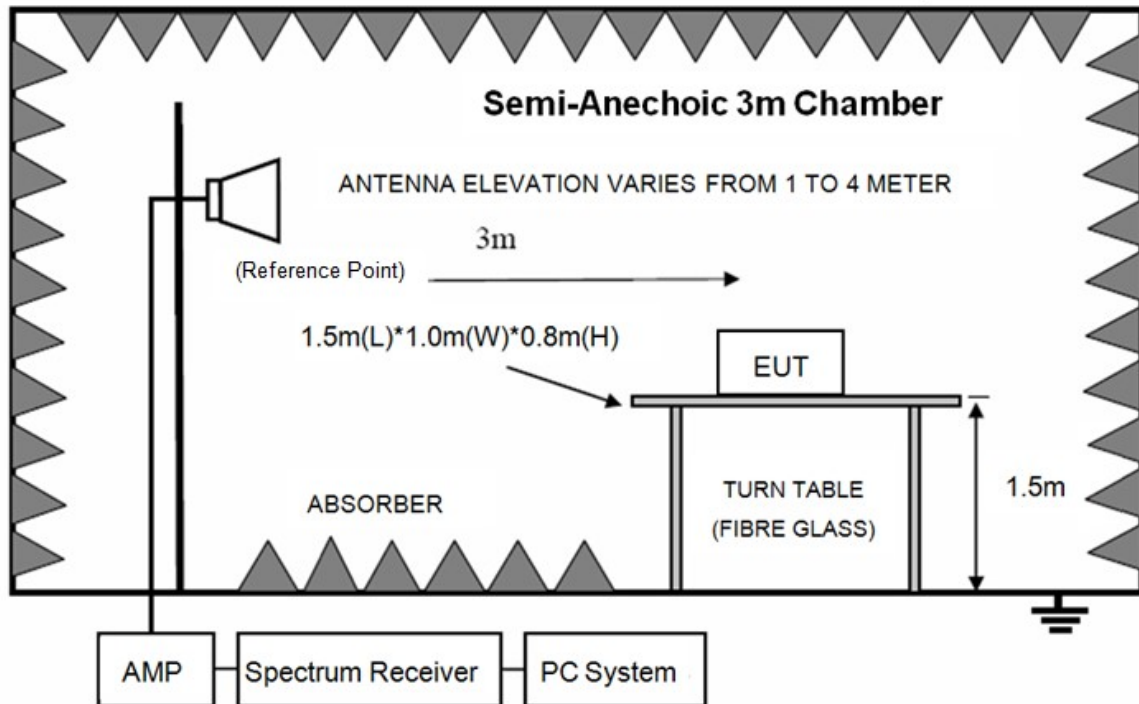 Semi-Anechoic 3m Chamber
ANTENNA ELEVATION VARIES FROM 1 TO 4 METER
3m
(Reference Point)
1.5m(L)*1.0m(W)*0.8m(H)
EUT
ABSORBER
TURN TABLE
(FIBRE GLASS)
1.5m
AMP
Spectrum Receiver
PC System